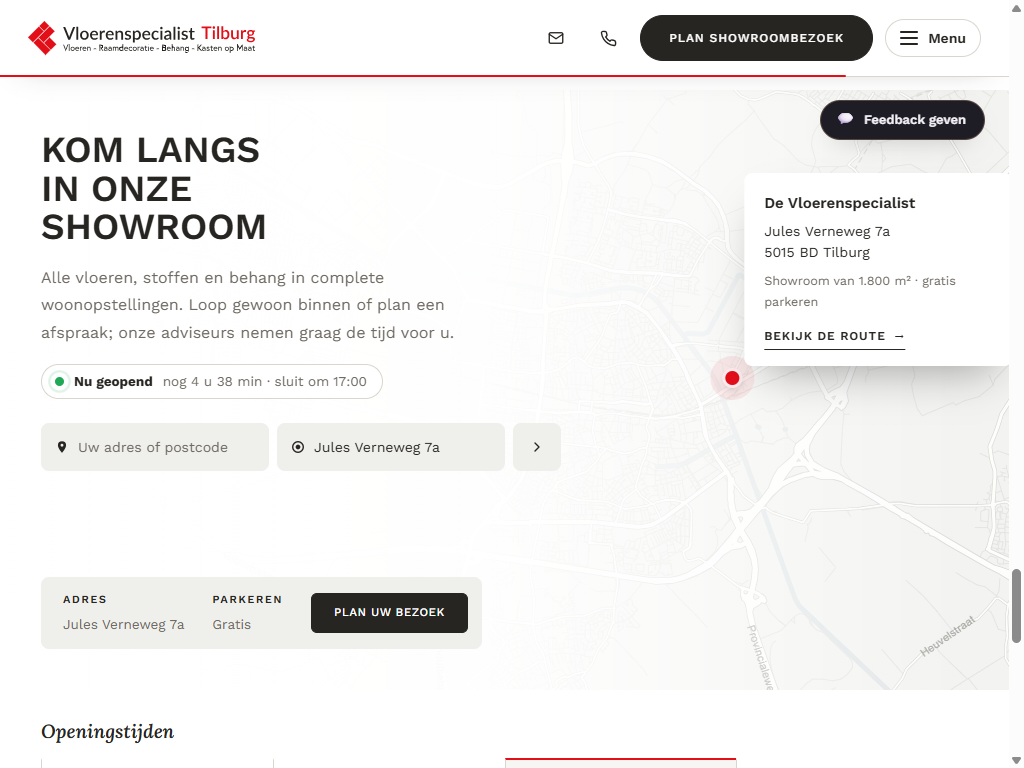 Vloerenspecialist Tilburg
Vloeren - Raamdecoratie - Behang - Kasten op Maat
PLAN SHOWROOMBEZOEK
Menu
Feedback geven
KOM LANGS
IN ONZE
SHOWROOM
Alle vloeren, stoffen en behang in complete
woonopstellingen. Loop gewoon binnen of plan een
afspraak; onze adviseurs nemen graag de tijd voor u.
Nu geopend nog 4 u 38 min · sluit om 17:00
Uw adres of postcode
Jules Verneweg 7a
De Vloerenspecialist
Jules Verneweg 7a
5015 BD Tilburg
Showroom van 1.800 m² · gratis
parkeren
BEKIJK DE ROUTE →
ADRES
Jules Verneweg 7a
PARKEREN
Gratis
PLAN UW BEZOEK
Heuvelstraat
Openingstijden